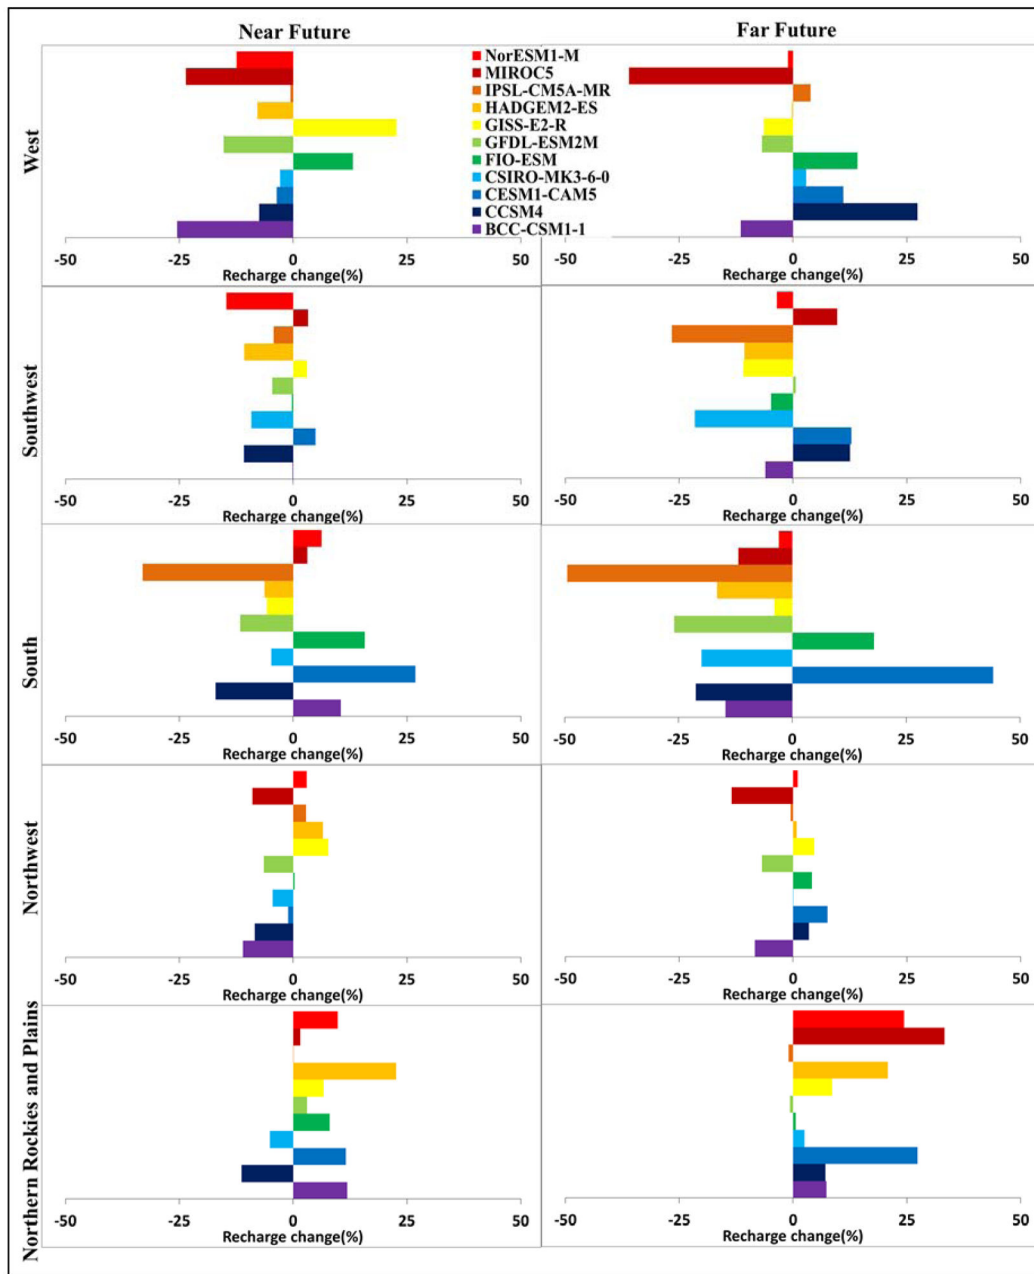 Near Future
Far Future
West
NorESM1-M
MIROC5
IPSL-CM5A-MR
HADGEM2-ES
GISS-E2-R
GFDL-ESM2M
FIO-ESM
CSIRO-MK3-6-0
CESM1-CAM5
CCSM4
BCC-CSM1-1
-50 -25 0 25 50
Recharge change(%)
-50 -25 0 25 50
Recharge change(%)
Southwest
-50 -25 0 25 50
Recharge change(%)
-50 -25 0 25 50
Recharge change(%)
South
-50 -25 0 25 50
Recharge change(%)
-50 -25 0 25 50
Recharge change(%)
Northwest
-50 -25 0 25 50
Recharge change(%)
-50 -25 0 25 50
Recharge change(%)
Northern Rockies and Plains
-50 -25 0 25 50
Recharge change(%)
-50 -25 0 25 50
Recharge change(%)